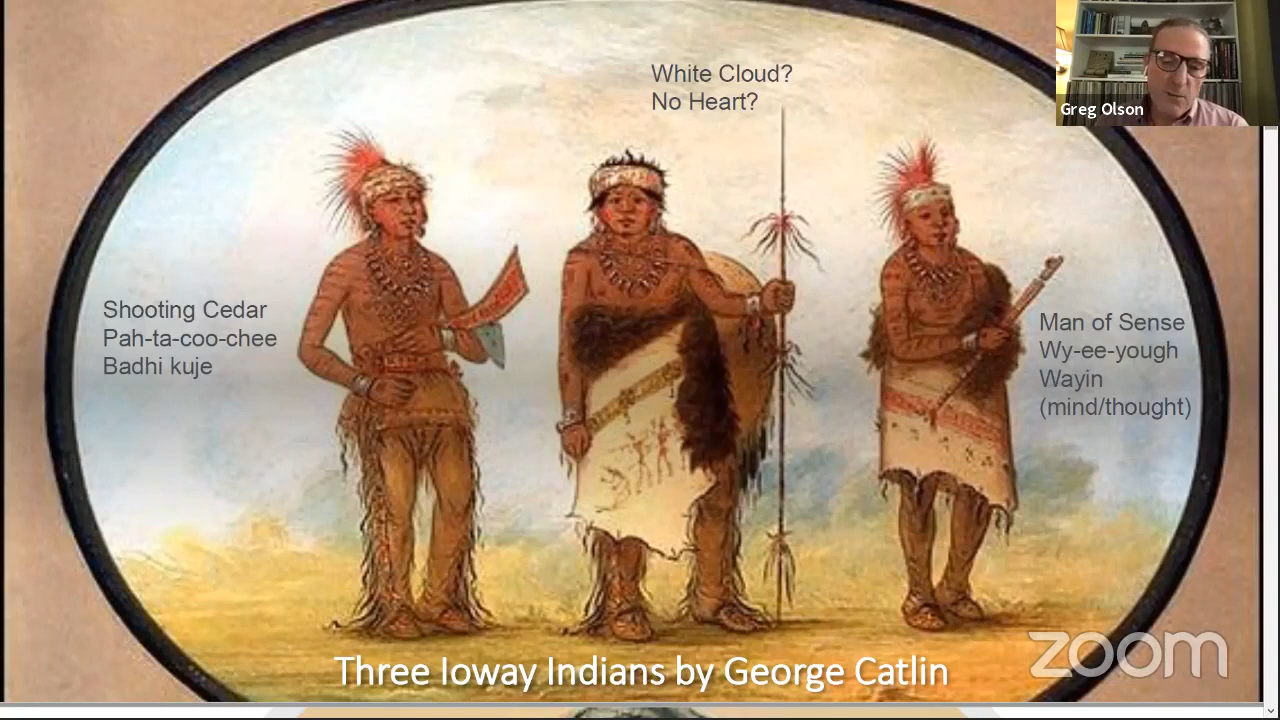 White Cloud?
No Heart?
Greg Olson
Shooting Cedar
Pah-ta-coo-chee
Badhi kuje
Man of Sense
Wy-ee-yough
Wayin
(mind/thought)
zoom
Three Ioway Indians by George Catlin